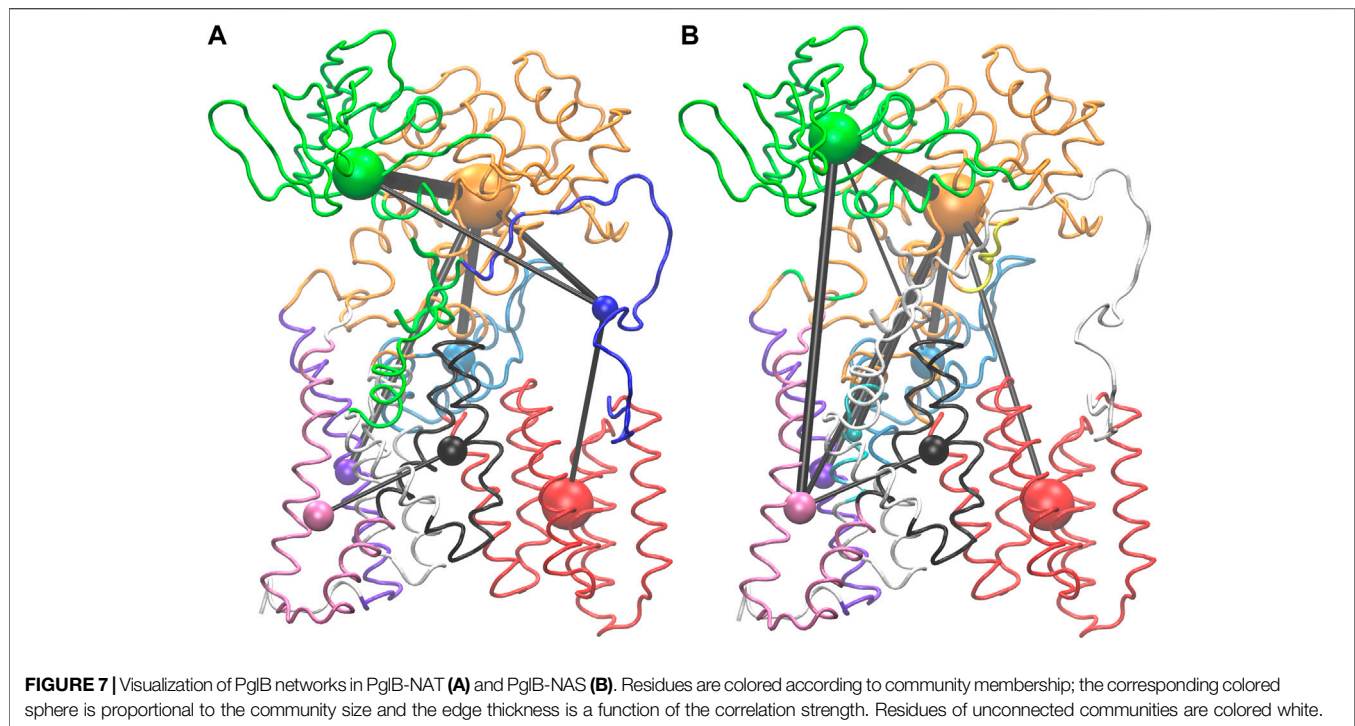 A B
FIGURE 7 | Visualization of PglB networks in PglB-NAT (A) and PglB-NAS (B). Residues are colored according to community membership; the corresponding colored
sphere is proportional to the community size and the edge thickness is a function of the correlation strength. Residues of unconnected communities are colored white.